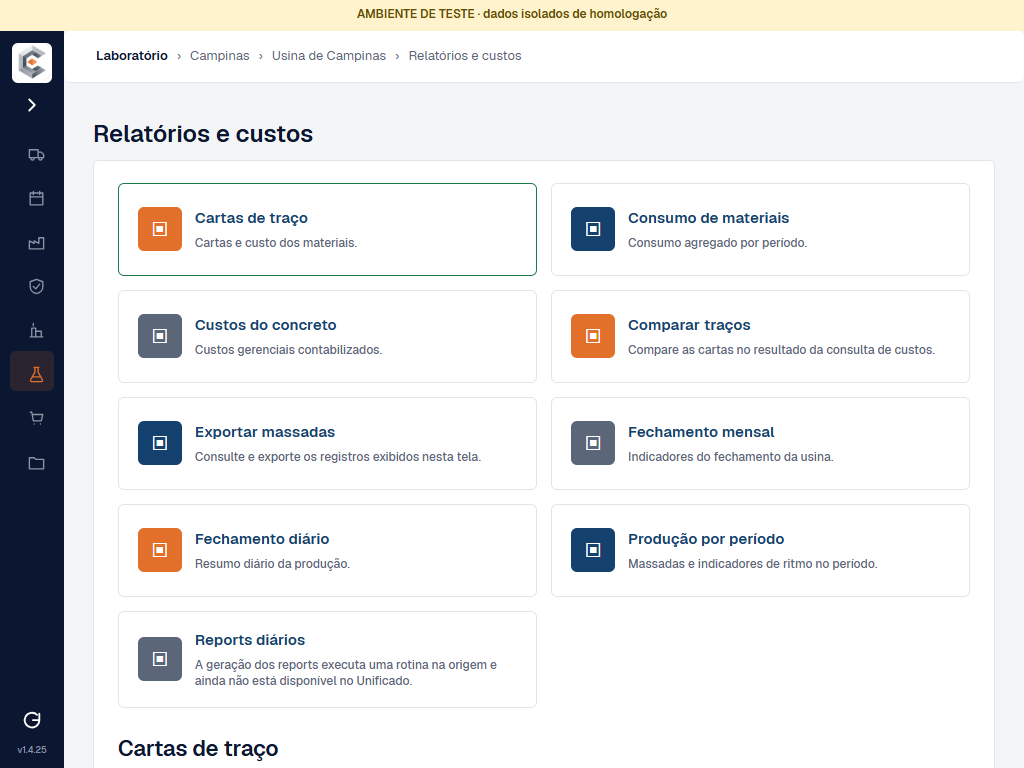 AMBIENTE DE TESTE · dados isolados de homologação
Laboratório › Campinas › Usina de Campinas › Relatórios e custos
Relatórios e custos
Cartas de traço
Cartas e custo dos materiais.
Consumo de materiais
Consumo agregado por período.
Custos do concreto
Custos gerenciais contabilizados.
Comparar traços
Compare as cartas no resultado da consulta de custos.
Exportar massadas
Consulte e exporte os registros exibidos nesta tela.
Fechamento mensal
Indicadores do fechamento da usina.
Fechamento diário
Resumo diário da produção.
Produção por período
Massadas e indicadores de ritmo no período.
Reports diários
A geração dos reports executa uma rotina na origem e
ainda não está disponível no Unificado.
v1.4.25
Cartas de traço